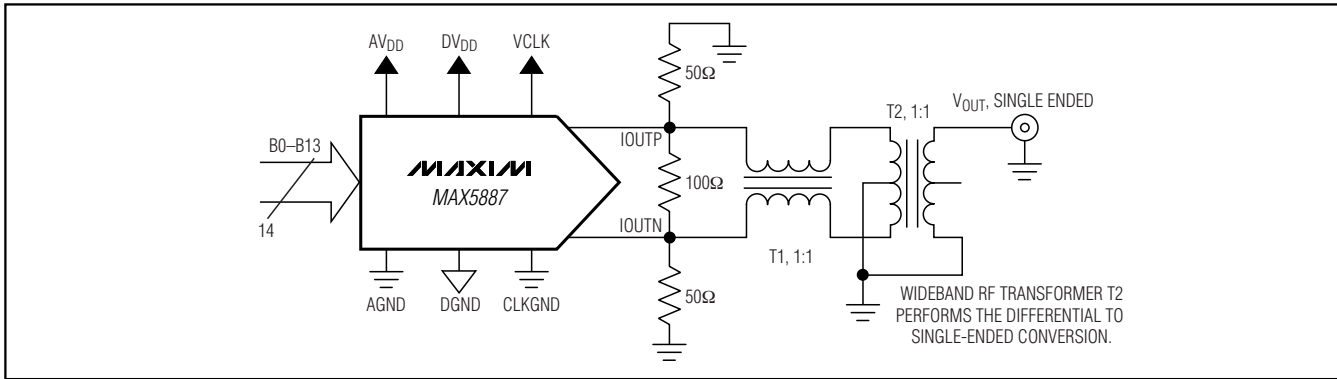 AVDD
DVDD
VCLK
50Ω
VOUT, SINGLE ENDED
T2, 1:1
IOUTP
B0–B13
MAXIM
MAX5887
100Ω
IOUTN
14
T1, 1:1
AGND
DGND
CLKGND
50Ω
WIDEBAND RF TRANSFORMER T2
PERFORMS THE DIFFERENTIAL TO
SINGLE-ENDED CONVERSION.